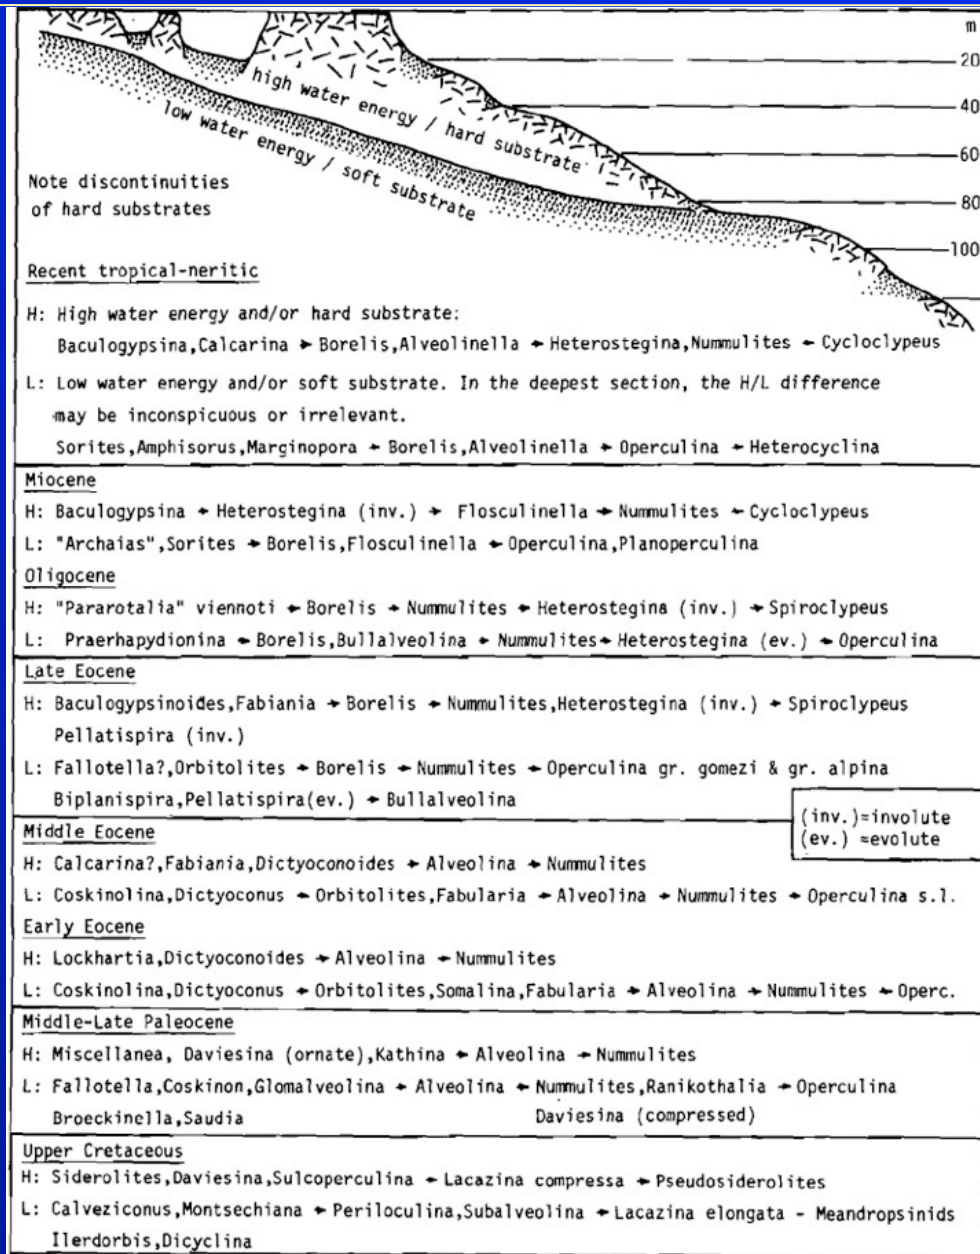 m
20
40
60
80
100
high water energy / hard substrate
low water energy / soft substrate
Note discontinuities
of hard substrates
Recent tropical-neritic
H: High water energy and/or hard substrate:
Baculogypsina,Calcarina → Borelis,Alveolinella → Heterostegina,Nummulites → Cycloclypeus
L: Low water energy and/or soft substrate. In the deepest section, the H/L difference
may be inconspicuous or irrelevant.
Sorites,Amphisorus,Marginopora → Borelis,Alveolinella → Operculina → Heterocyclina
Miocene
H: Baculogypsina → Heterostegina (inv.) → Flosculinella → Nummulites → Cycloclypeus
L: "Archaias",Sorites → Borelis,Flosculinella → Operculina,Planoperculina
Oligocene
H: "Pararotalia" viennoti → Borelis → Nummulites → Heterostegina (inv.) → Spiroclypeus
L: Praerhapydionina → Borelis,Bullalveolina → Nummulites → Heterostegina (ev.) → Operculina
Late Eocene
H: Baculogypsinoides,Fabiania → Borelis → Nummulites,Heterostegina (inv.) → Spiroclypeus
Pellatispira (inv.)
L: Fallotella?,Orbitolites → Borelis → Nummulites → Operculina gr. gomezi & gr. alpina
Biplanispira,Pellatispira(ev.) → Bullalveolina
(inv.)=involute
(ev.) =evolute
Middle Eocene
H: Calcarina?,Fabiania,Dictyoconoides → Alveolina → Nummulites
L: Coskinolina,Dictyoconus → Orbitolites,Fabularia → Alveolina → Nummulites → Operculina s.l.
Early Eocene
H: Lockhartia,Dictyoconoides → Alveolina → Nummulites
L: Coskinolina,Dictyoconus → Orbitolites,Somalina,Fabularia → Alveolina → Nummulites → Operc.
Middle-Late Paleocene
H: Miscellanea, Daviesina (ornate),Kathina → Alveolina → Nummulites
L: Fallotella,Coskinon,Glomalveolina → Alveolina → Nummulites,Ranikothalia → Operculina
Broeckinella,Saudia Daviesina (compressed)
Upper Cretaceous
H: Siderolites,Daviesina,Sulcoperculina → Lacazina compressa → Pseudosiderolites
L: Calveziconus,Montsechiana → Periloculina,Subalveolina → Lacazina elongata - Meandropsinids
Ilerdorbis,Dicyclina